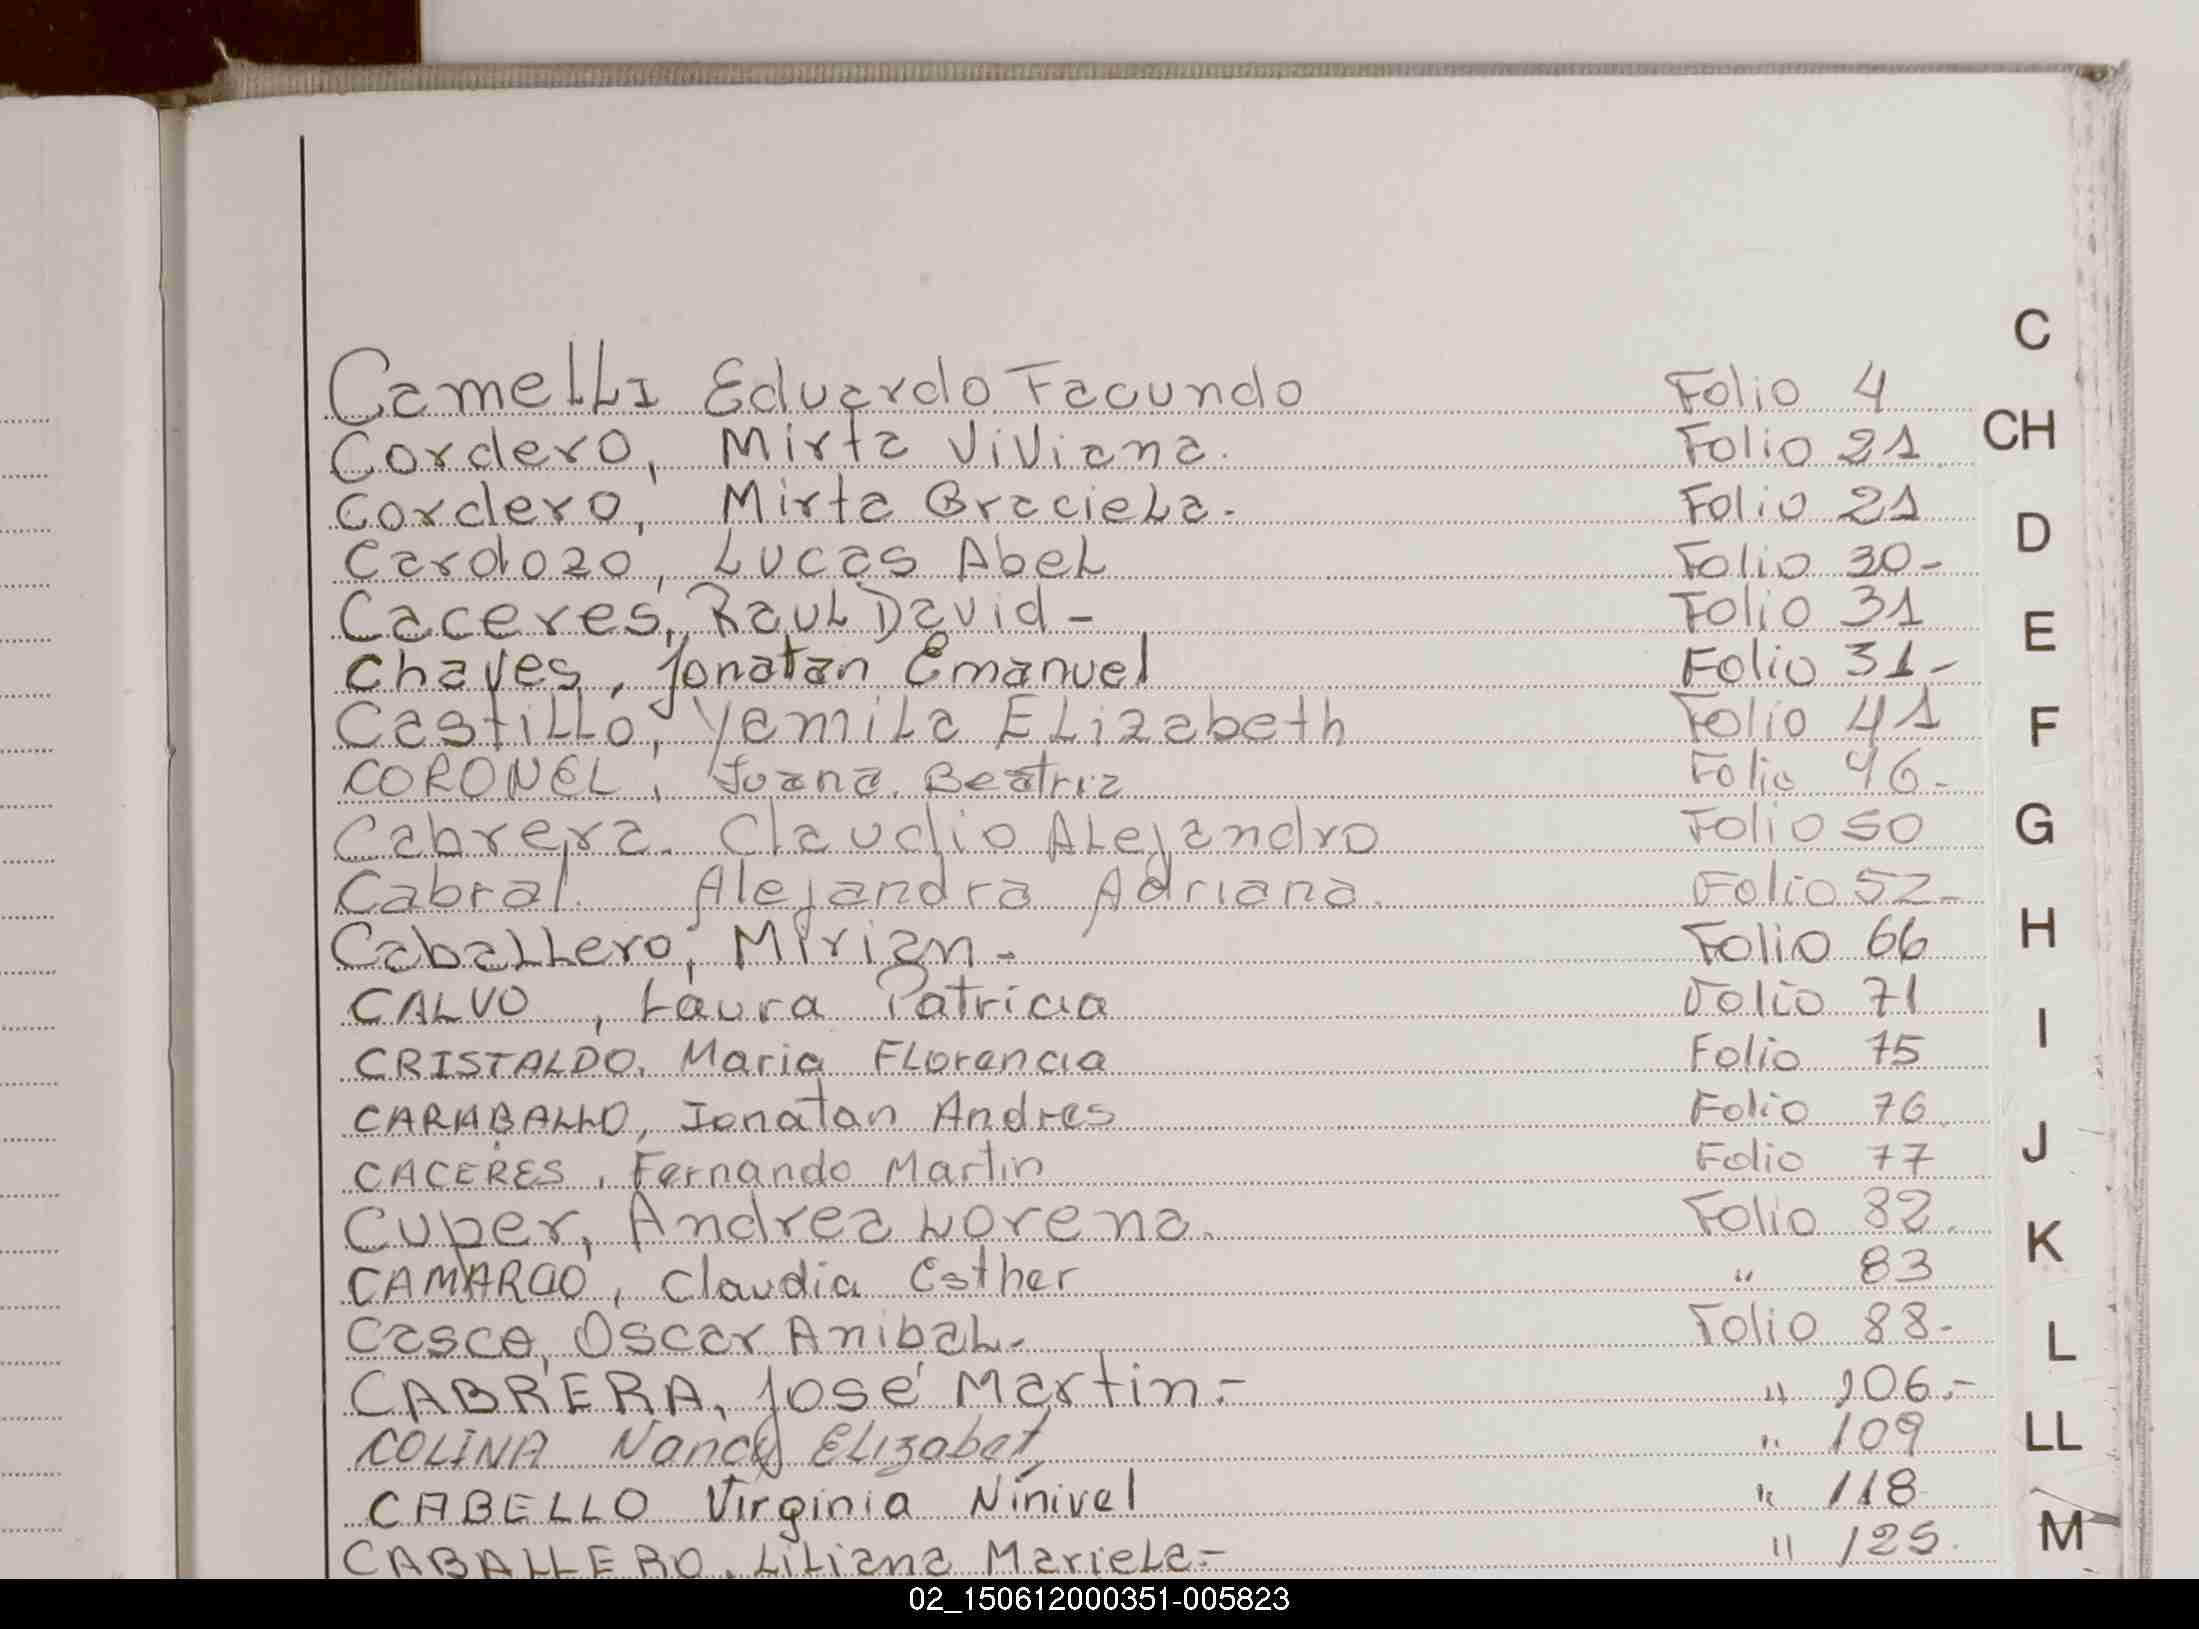 Camelli Eduardo Facundo Folio 4
Cordero, Mirta Viviana. Folio 21
Cordero, Mirta Graciela. Folio 21
Cardozo, Lucas Abel Folio 30-
Caceres, Raul David - Folio 31
Chaves, Jonatan Emanuel Folio 31-
Castillo, Yamila Elizabeth Folio 41
CORONEL, Juana Beatriz Folio 46-
Cabrera. Claudio Alejandro Folio 50
Cabral. Alejandra Adriana. Folio 52-
Caballero, Mirian - Folio 66
CALVO, Laura Patricia Folio 71
CRISTALDO, Maria Florencia Folio 75
CARABALLO, Jonatan Andres Folio 76
CACERES, Fernando Martin Folio 77
Cuper, Andrea Lorena. Folio 82.
CAMARGO, Claudia Esther " 83
Casco, Oscar Anibal. Folio 88-
CABRERA, José Martin.- " 106.-
COLINA Nancy Elizabet " 109
CABELLO Virginia Ninivel " 118
CABALLERO, Liliana Mariela- " 125.
C
CH
D
E
F
G
H
I
J
K
L
LL
M
02_150612000351-005823